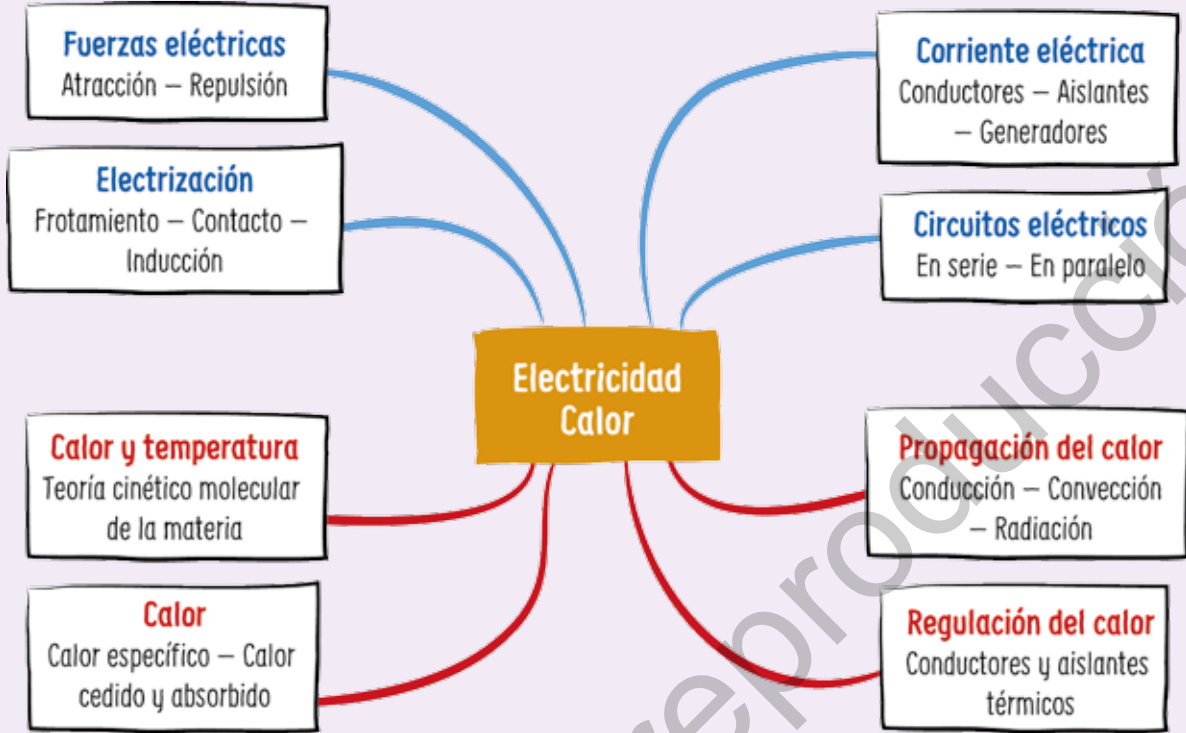 Fuerzas eléctricas
Atracción – Repulsión
Electrización
Frotamiento – Contacto –
Inducción
Corriente eléctrica
Conductores – Aislantes
– Generadores
Circuitos eléctricos
En serie – En paralelo
Electricidad
Calor
Calor y temperatura
Teoría cinético molecular
de la materia
Calor
Calor específico – Calor
cedido y absorbido
Propagación del calor
Conducción – Convección
– Radiación
Regulación del calor
Conductores y aislantes
térmicos
reproducció